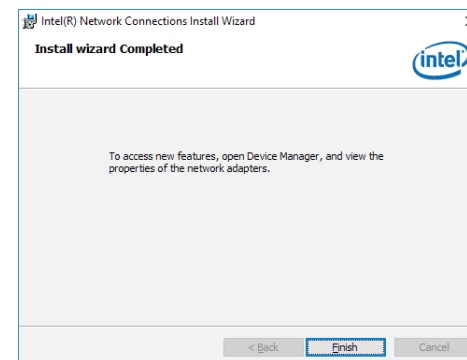 Intel(R) Network Connections Install Wizard
Install wizard Completed
intel
To access new features, open Device Manager, and view the
properties of the network adapters.
< Back
Finish
Cancel